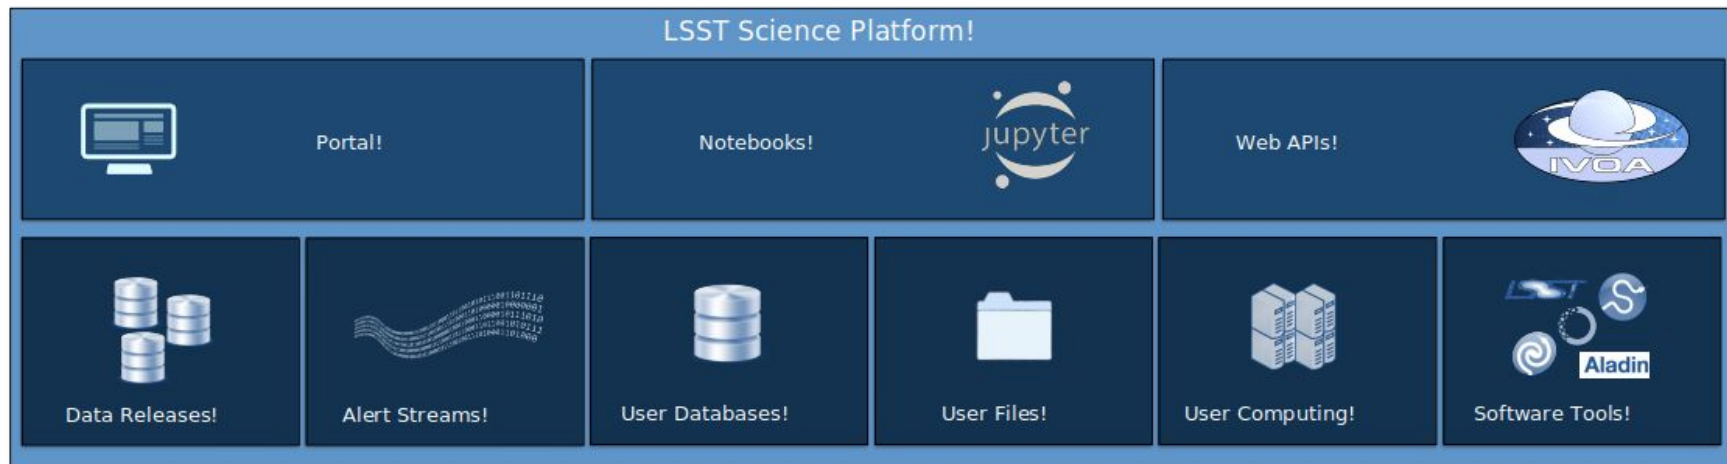 LSST Science Platform!
Portal!
Notebooks!
jupyter
Web APIs!
IVOA
Data Releases!
Alert Streams!
User Databases!
User Files!
User Computing!
LSST
Aladin
Software Tools!